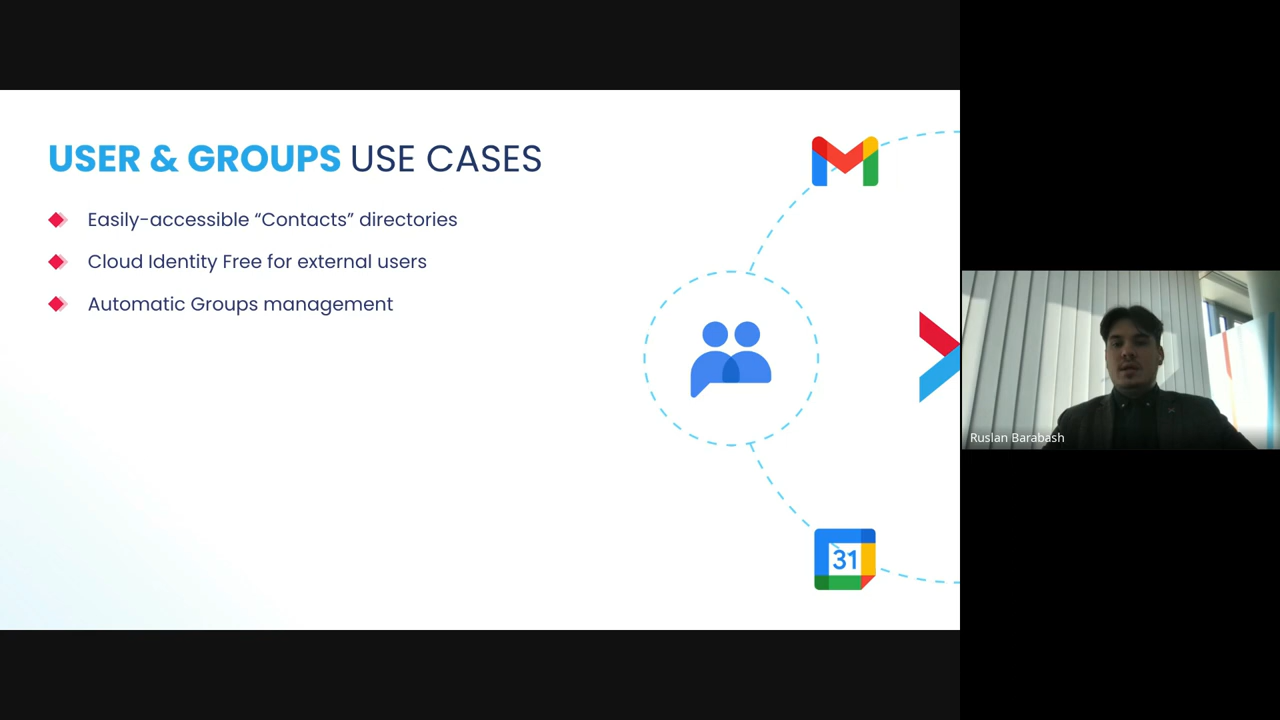 USER & GROUPS USE CASES
Easily-accessible “Contacts” directories
Cloud Identity Free for external users
Automatic Groups management
31
Ruslan Barabash